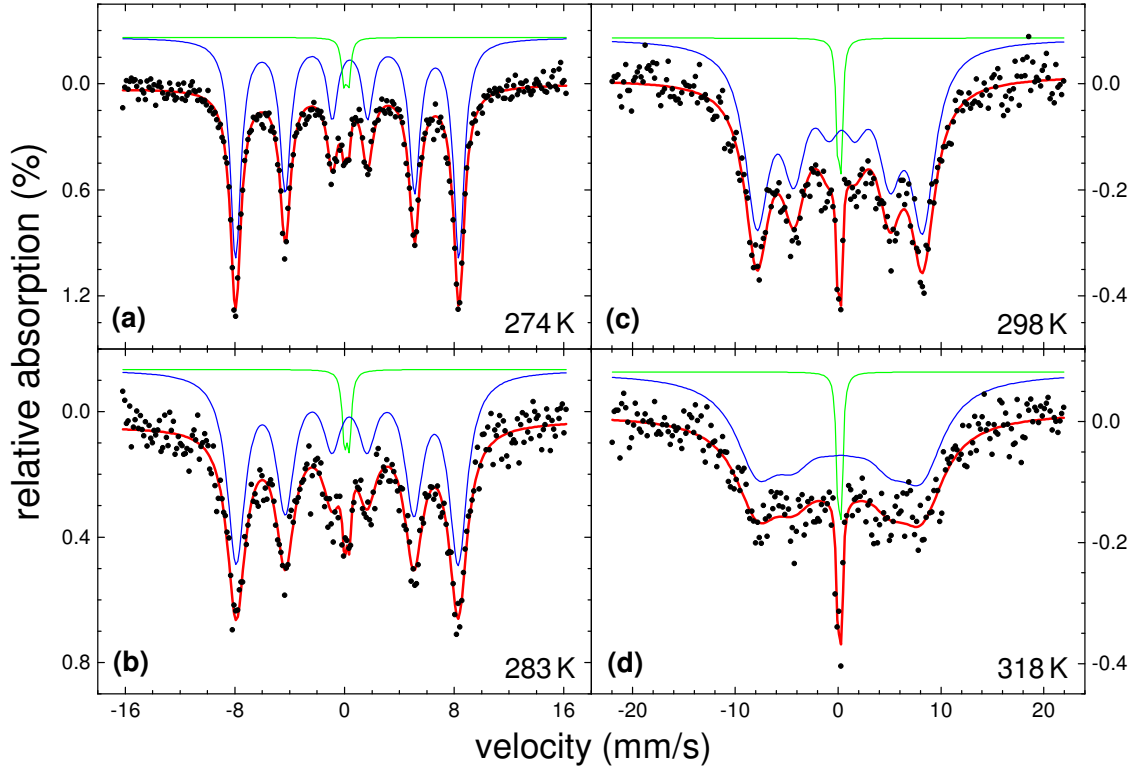 relative absorption (%)
velocity (mm/s)
0.0
0.6
1.2
(a)
274 K
0.0
0.4
0.8
(b)
283 K
-16
-8
0
8
16
(c)
298 K
0.0
-0.2
-0.4
(d)
318 K
0.0
-0.2
-0.4
-20
-10
0
10
20